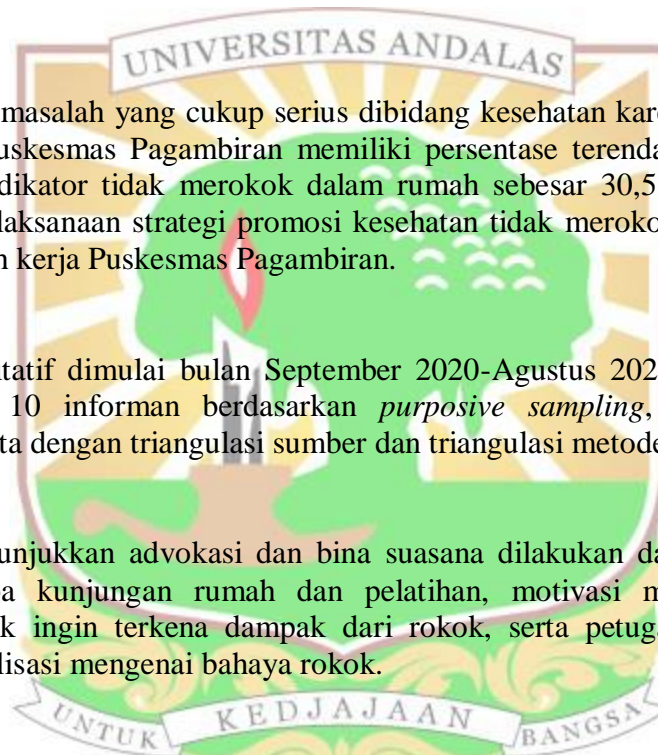 UNIVERSITAS ANDALAS
masalah yang cukup serius dibidang kesehatan kar
uskesmas Pagambiran memiliki persentase terenda
dikator tidak merokok dalam rumah sebesar 30,5
laksanaan strategi promosi kesehatan tidak meroko
n kerja Puskesmas Pagambiran.
tatif dimulai bulan September 2020-Agustus 202
10 informan berdasarkan purposive sampling,
ta dengan triangulasi sumber dan triangulasi metode
unjukkan advokasi dan bina suasana dilakukan da
a kunjungan rumah dan pelatihan, motivasi m
k ingin terkena dampak dari rokok, serta petuga
lisasi mengenai bahaya rokok.
UNTUK KEDJAJAAN BANGSA